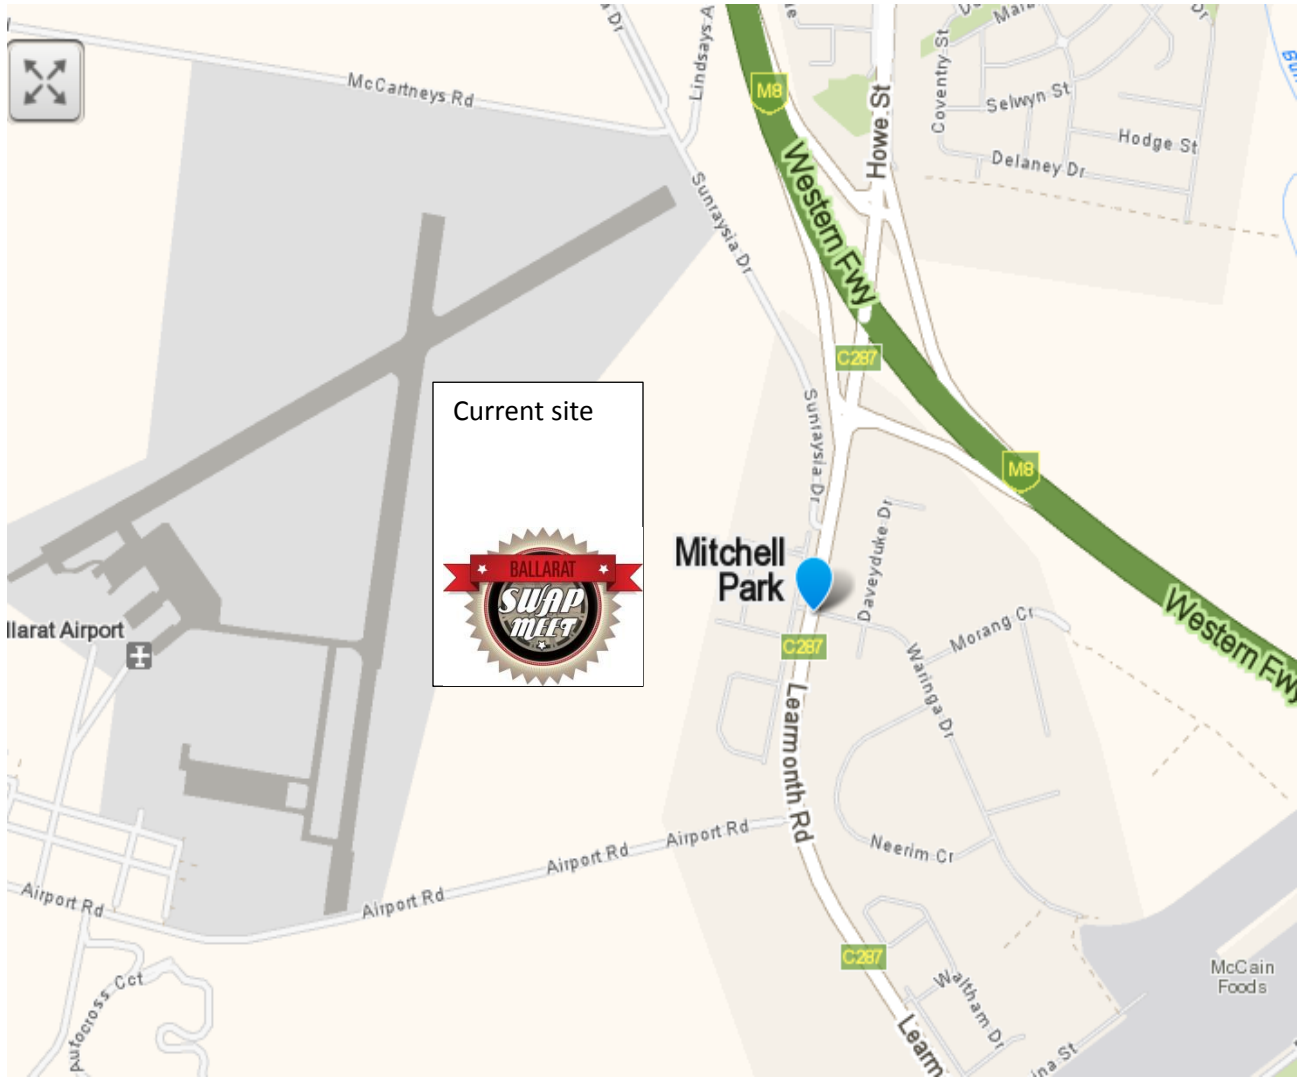 McCartneys Rd
Lindsays A
M8
Howe St
Coventry St
Selwyn St
Hodge St
Delaney Dr
Sunraysia Dr
Western Fwy
C287
Current site
Sunraysia Dr
M8
BALLARAT
SWAP
MEET
Mitchell
Park
Daveyduke Dr
Western Fwy
llarat Airport
C287
Morang Cr
Waringa Dr
Learmonth Rd
Airport Rd
Airport Rd
Neerim Cr
Airport Rd
Airport Rd
C287
McCain
Foods
Autocross Cct
Waltham Dr
Learm
ina St